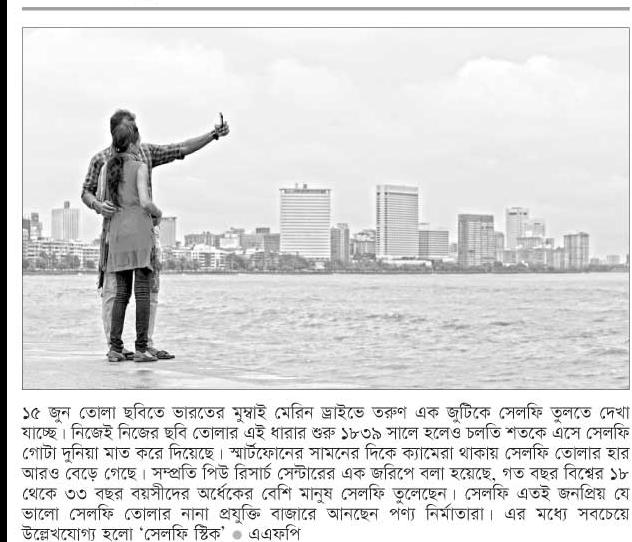 ১৫ জুন তোলা ছবিতে ভারতের মুম্বাই মেরিন ড্রাইভে তরুণ এক জুটিকে সেলফি তুলতে দেখা
যাচ্ছে। নিজেই নিজের ছবি তোলার এই ধারার শুরু ১৮৩৯ সালে হলেও চলতি শতকে এসে সেলফি
গোটা দুনিয়া মাত করে দিয়েছে। স্মার্টফোনের সামনের দিকে ক্যামেরা থাকায় সেলফি তোলার হার
আরও বেড়ে গেছে। সম্প্রতি পিউ রিসার্চ সেন্টারের এক জরিপে বলা হয়েছে, গত বছর বিশ্বের ১৮
থেকে ৩৩ বছর বয়সীদের অর্ধেকের বেশি মানুষ সেলফি তুলেছেন। সেলফি এতই জনপ্রিয় যে
ভালো সেলফি তোলার নানা প্রযুক্তি বাজারে আনছেন পণ্য নির্মাতারা। এর মধ্যে সবচেয়ে
উল্লেখযোগ্য হলো ‘সেলফি স্টিক’ ● এএফপি